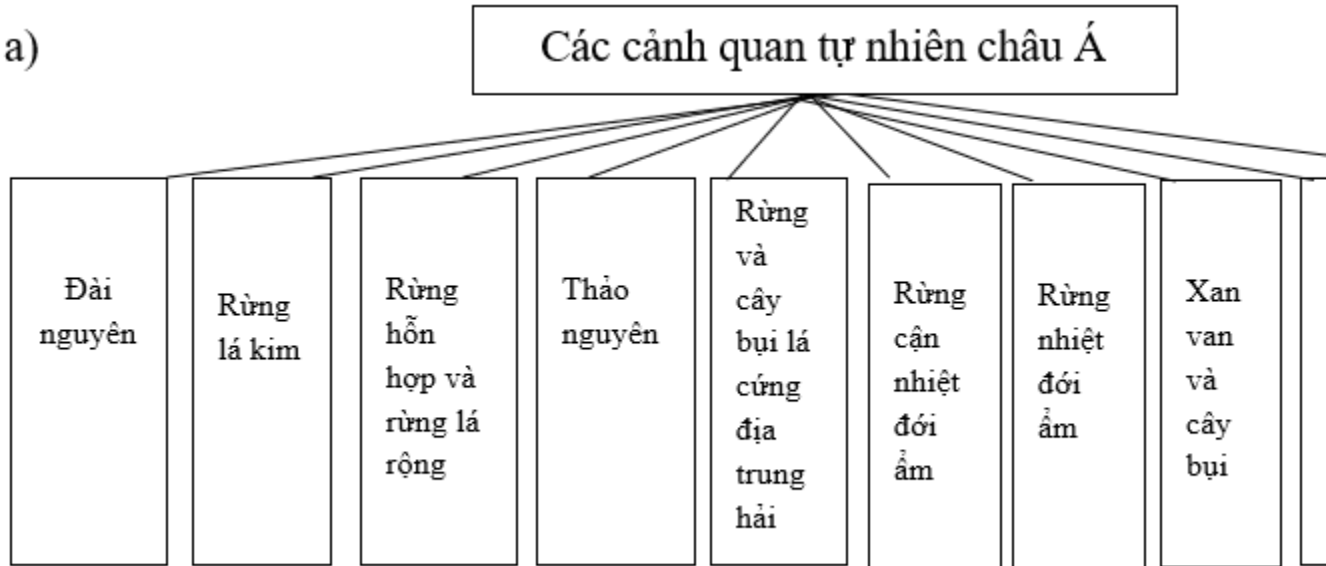 a)
Các cảnh quan tự nhiên châu Á
Đài
nguyên
Rừng
lá kim
Rừng
hỗn
hợp và
rừng lá
rộng
Thảo
nguyên
Rừng
và
cây
bụi lá
cứng
địa
trung
hải
Rừng
cận
nhiệt
đới
ẩm
Rừng
nhiệt
đới
ẩm
Xan
van
và
cây
bụi